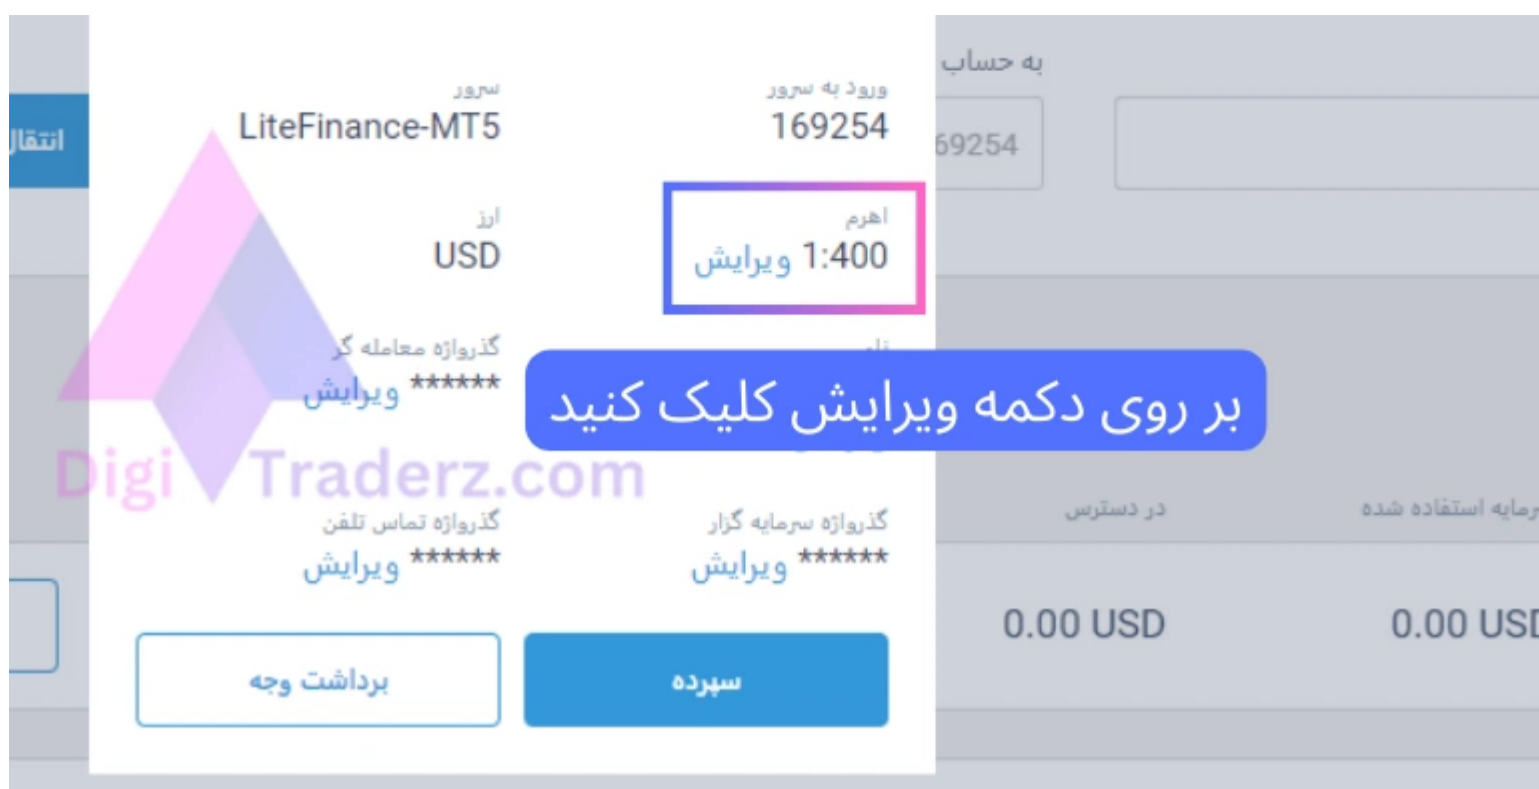 به حساب
ورود به سرور
سرور
169254
LiteFinance-MT5
69254
انتقال
اهرم
ارز
1:400 ویرایش
USD
نام
گذرواژه معامله گر
****** ویرایش
بر روی دکمه ویرایش کلیک کنید
Digi Traderz.com
گذرواژه سرمایه گزار
گذرواژه تماس تلفن
****** ویرایش
****** ویرایش
رمایه استفاده شده
در دسترس
0.00 USD
0.00 USD
سپرده
برداشت وجه